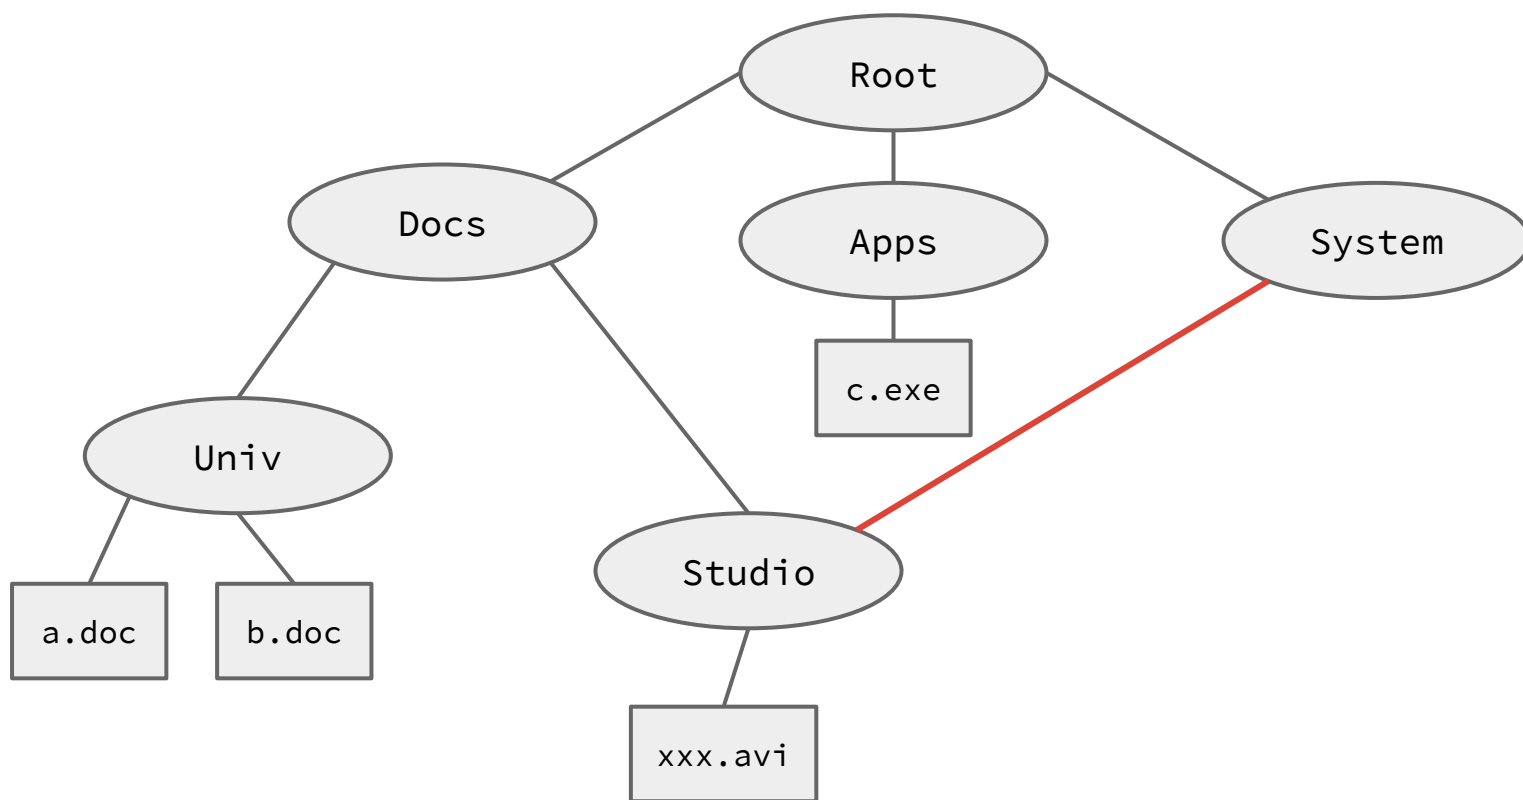 Root
Docs
Apps
System
c.exe
Univ
Studio
a.doc
b.doc
xxx.avi